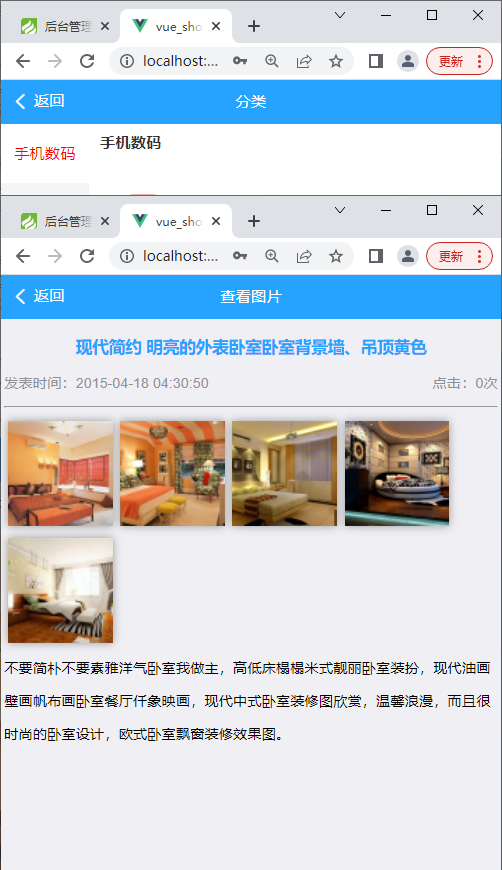 后台管理
vue_sho
localhost:...
更新
返回
分类
手机数码
手机数码
后台管理
vue_sho
localhost:...
更新
返回
查看图片
现代简约 明亮的外表卧室卧室背景墙、吊顶黄色
发表时间：2015-04-18 04:30:50
点击：0次
不要简朴不要素雅洋气卧室我做主，高低床榻榻米式靓丽卧室装扮，现代油画
壁画帆布画卧室餐厅仟象映画，现代中式卧室装修图欣赏，温馨浪漫，而且很
时尚的卧室设计，欧式卧室飘窗装修效果图。